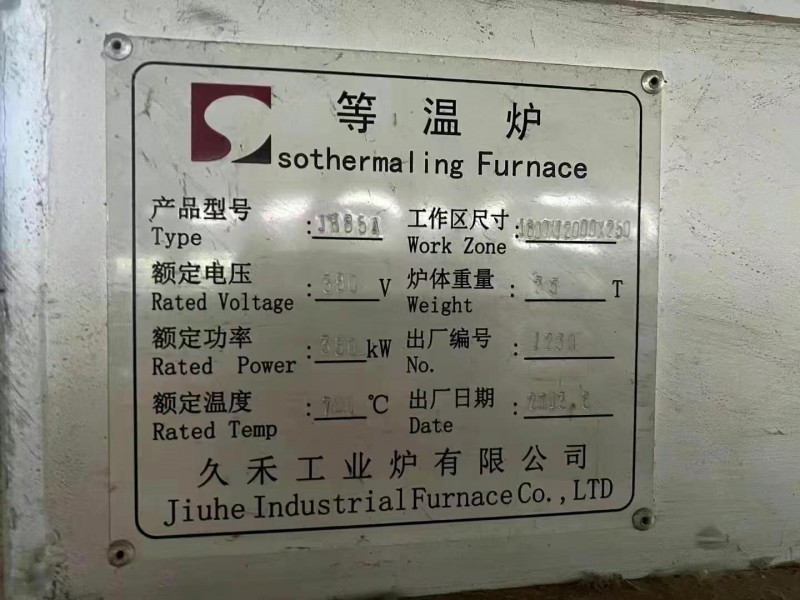 等温炉
sothermaling Furnace
产品型号 : 工作区尺寸 :
Type Work Zone
额定电压 : 380 V 炉体重量 : T
Rated Voltage Weight
额定功率 : kW 出厂编号 :
Rated Power No.
额定温度 : ℃ 出厂日期 :
Rated Temp Date
久禾工业炉有限公司
Jiuhe Industrial Furnace Co.,LTD